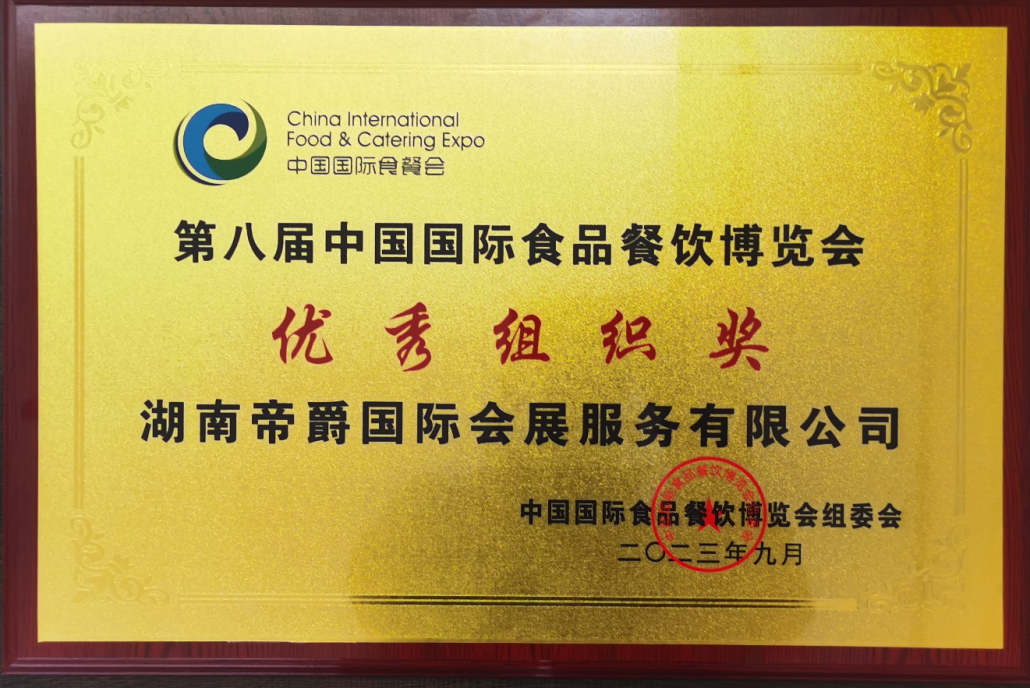 China International
Food & Catering Expo
中国国际食餐会
第八届中国国际食品餐饮博览会
优秀组织奖
湖南帝爵国际会展服务有限公司
中国国际食品餐饮博览会组委会
二〇二三年九月